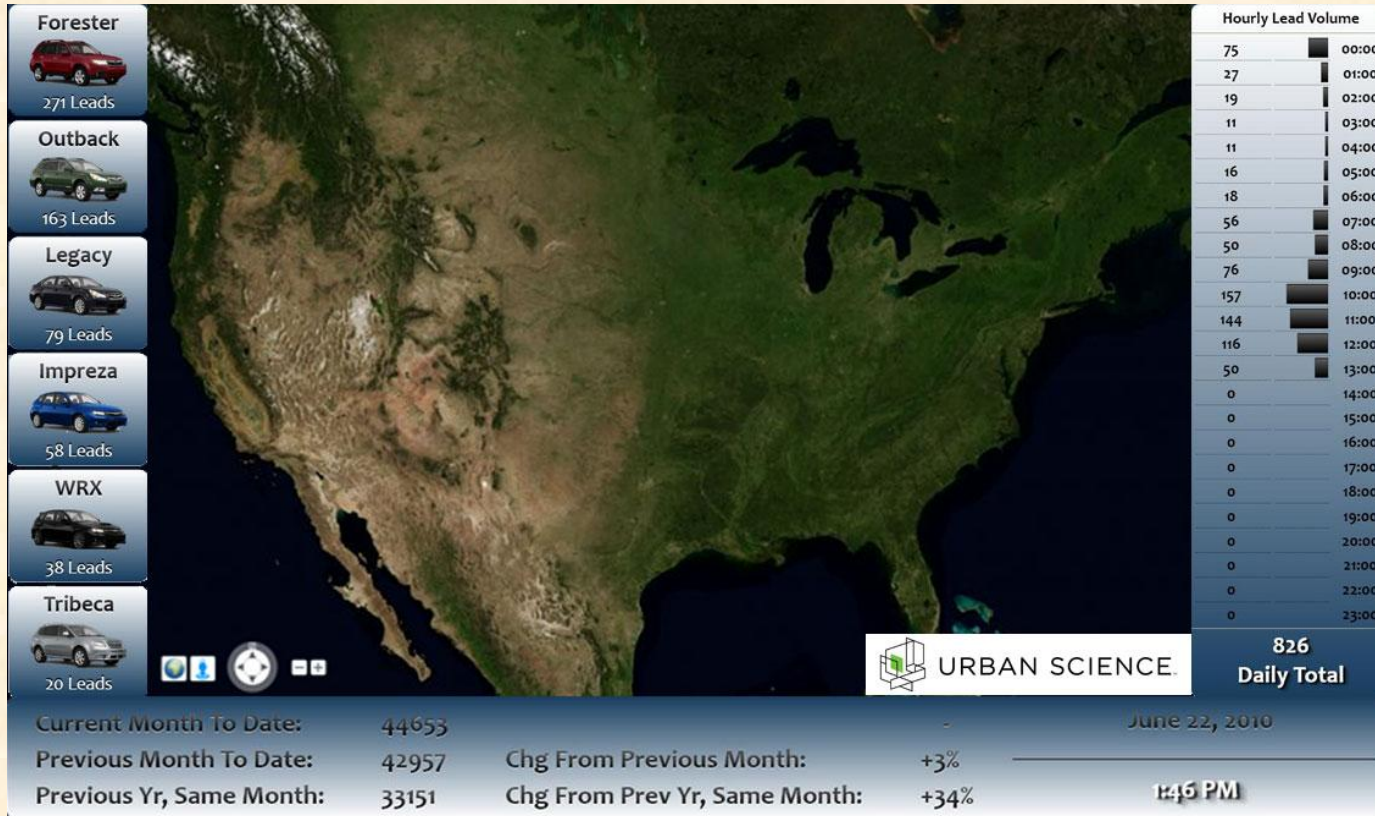 Forester
271 Leads
Outback
163 Leads
Legacy
79 Leads
Impreza
58 Leads
WRX
38 Leads
Tribeca
20 Leads
URBAN SCIENCE
Hourly Lead Volume
75 00:00
27 01:00
19 02:00
11 03:00
11 04:00
16 05:00
18 06:00
56 07:00
50 08:00
76 09:00
157 10:00
144 11:00
116 12:00
50 13:00
0 14:00
0 15:00
0 16:00
0 17:00
0 18:00
0 19:00
0 20:00
0 21:00
0 22:00
0 23:00
826
Daily Total
Current Month To Date: 44653 -
Previous Month To Date: 42957 Chg From Previous Month: +3%
Previous Yr, Same Month: 33151 Chg From Prev Yr, Same Month: +34%
June 22, 2010
1:46 PM